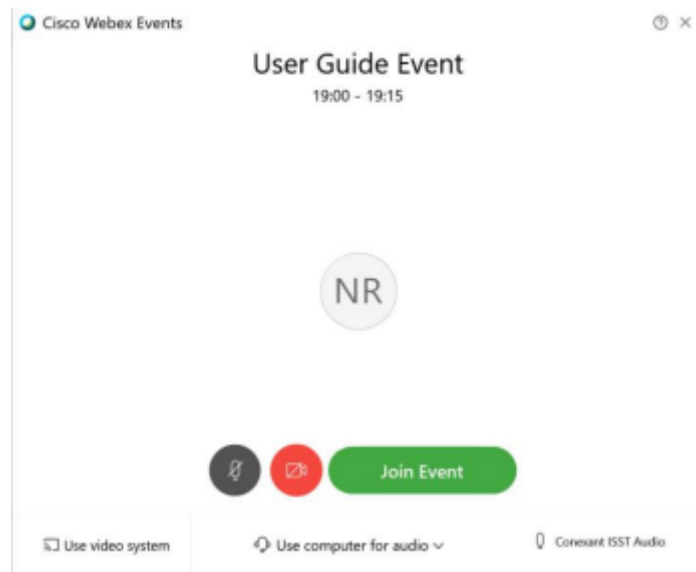 Cisco Webex Events
User Guide Event
19:00 - 19:15
NR
Join Event
Use video system
Use computer for audio
Conexant ISST Audio